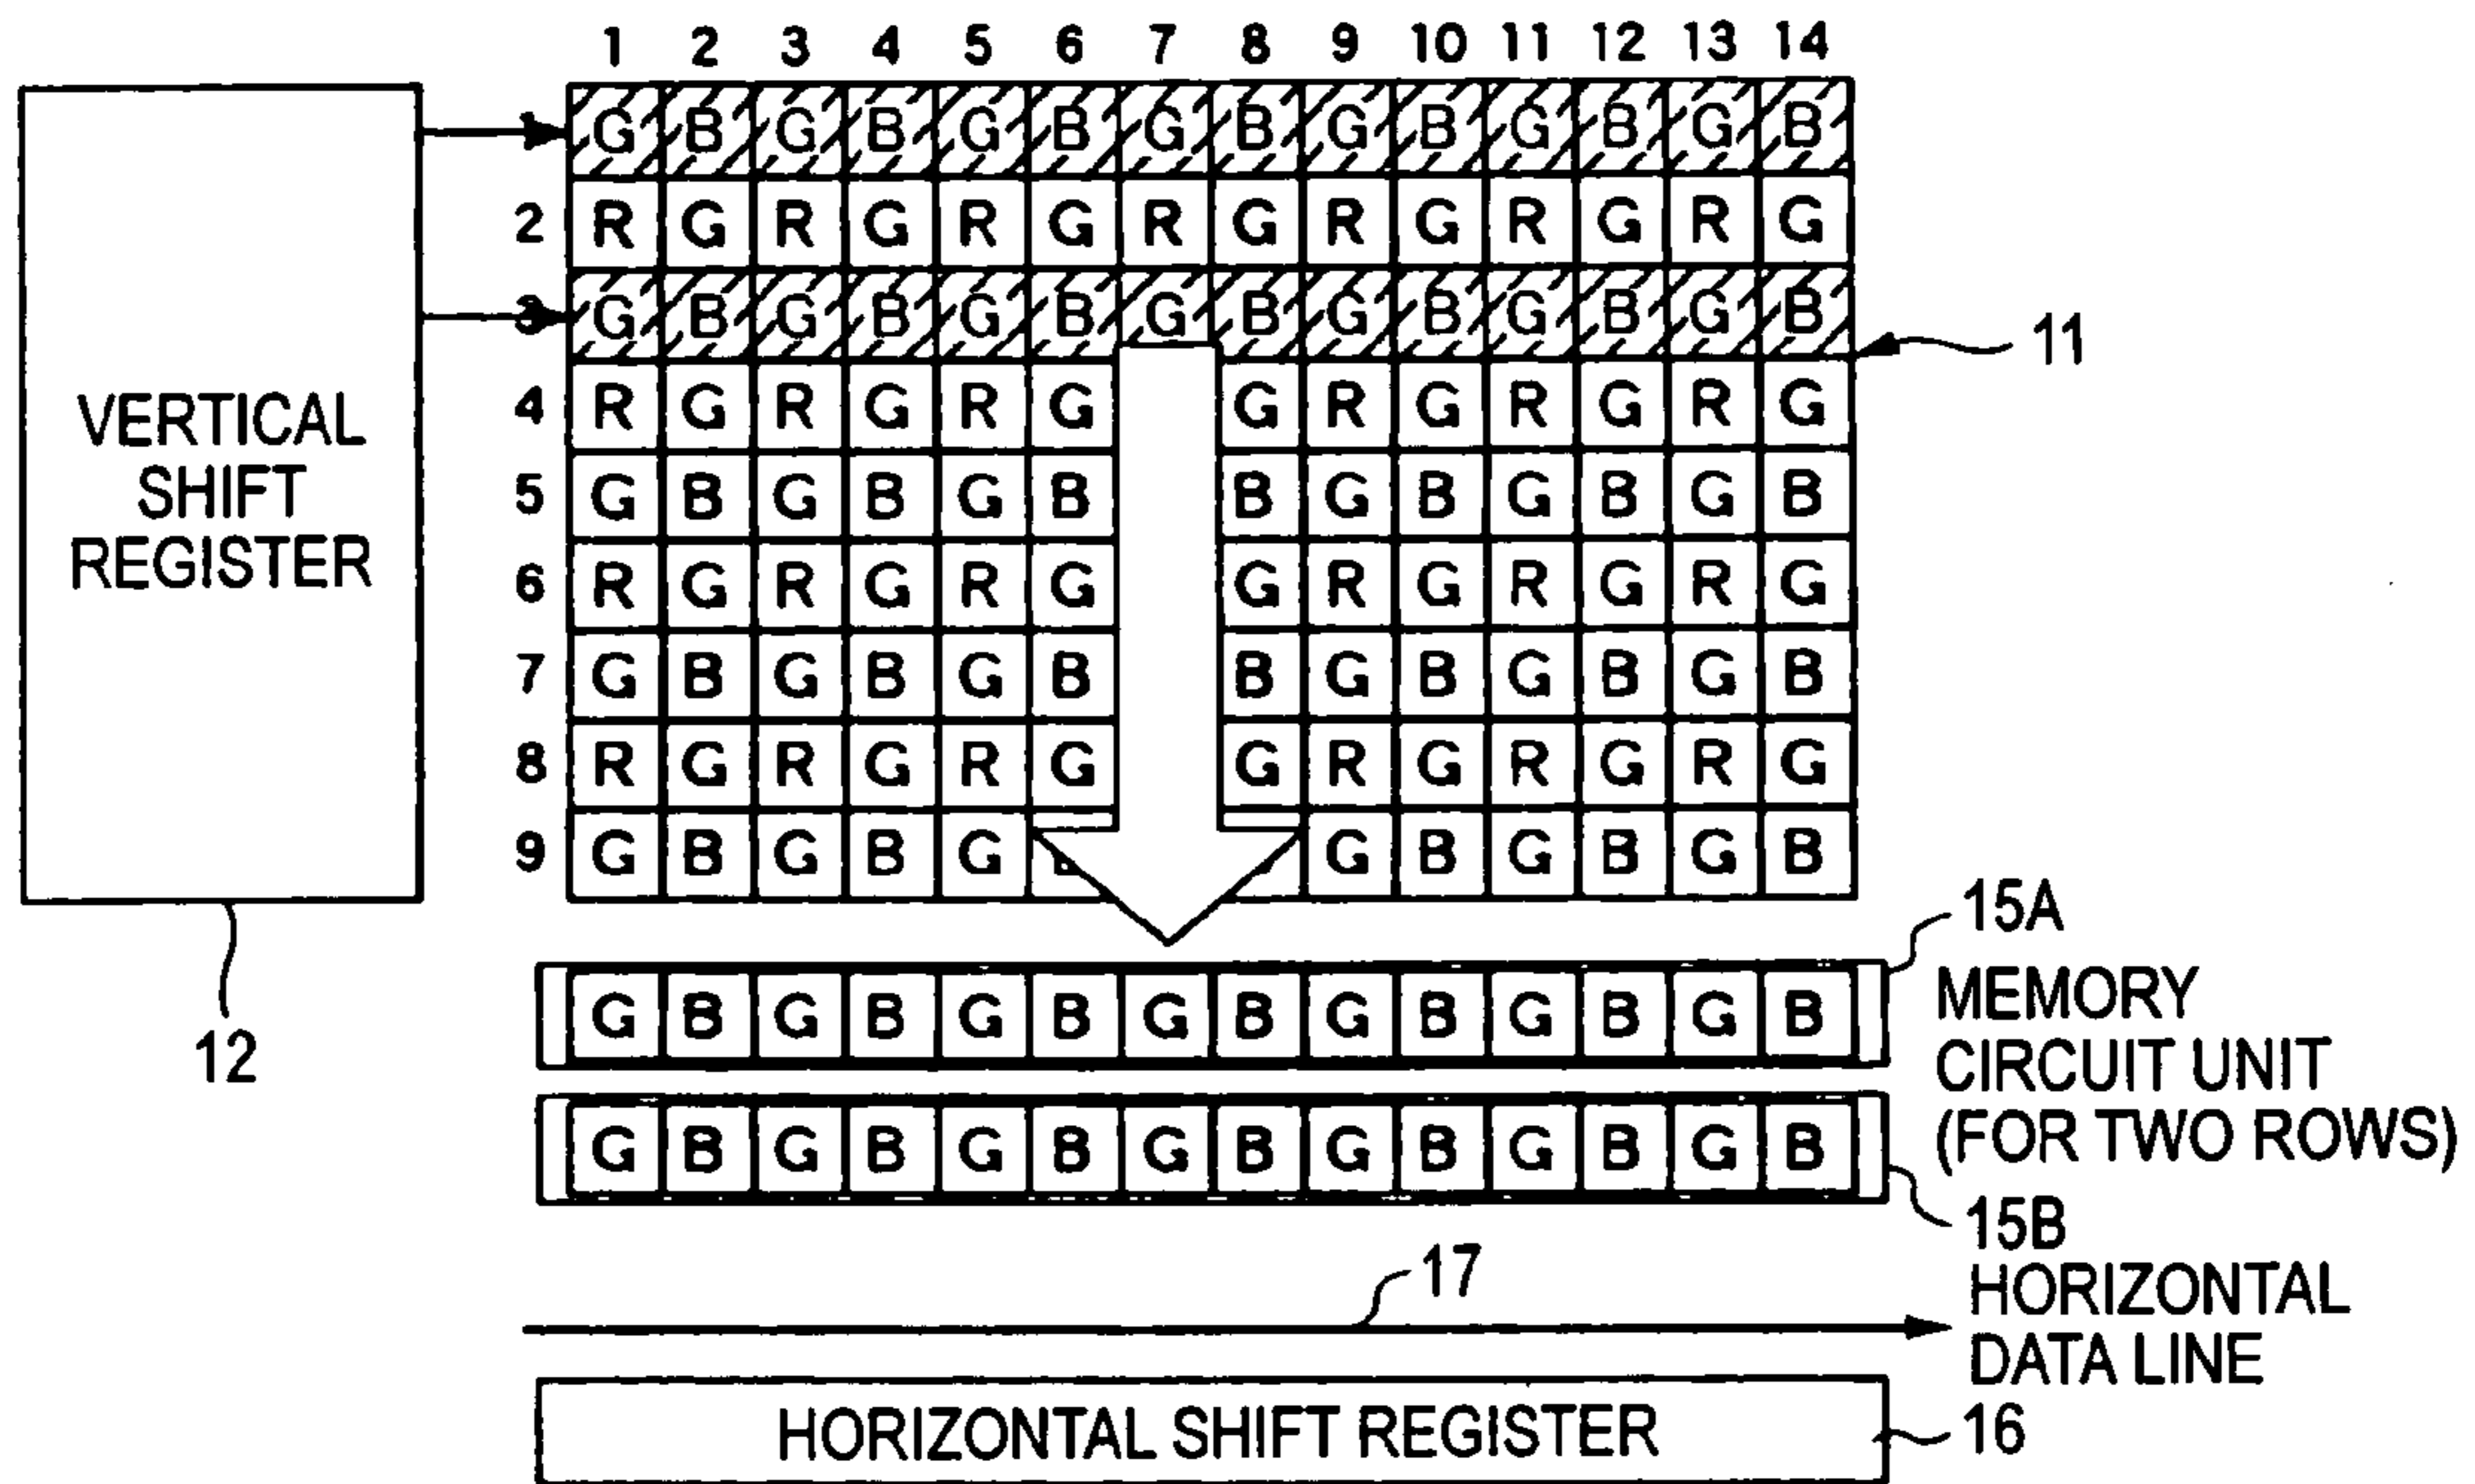 1 2 3 4 5 6 7 8 9 10 11 12 13 14
1 G B G B G B G B G B G B G B
2 R G R G R G R G R G R G R G
3 G B G B G B G B G B G B G B
11
4 R G R G R G G R G R G R G
5 G B G B G B B G B G B G B
6 R G R G R G G R G R G R G
7 G B G B G B B G B G B G B
8 R G R G R G G R G R G R G
9 G B G B G G B G B G B
VERTICAL
SHIFT
REGISTER
12
15A
G B G B G B G B G B G B G B
G B G B G B G B G B G B G B
MEMORY
CIRCUIT UNIT
(FOR TWO ROWS)
15B
17
HORIZONTAL
DATA LINE
HORIZONTAL SHIFT REGISTER
16